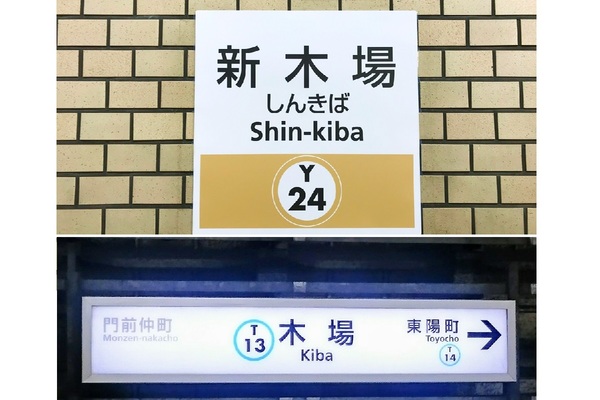 新木場
しんきば
Shin-kiba
Y
24
門前仲町
Monzen-nakacho
T
13
木場
Kiba
東陽町
Toyocho
T
14